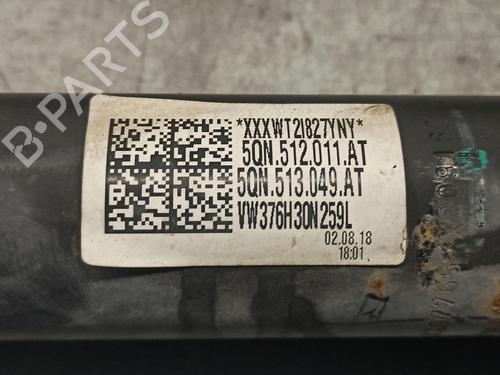 *XXXWT21827YNY*
5QN.512.011.AT
5QN.513.049.AT
VW376H30N259L
02.08.18
18:01
B-PARTS